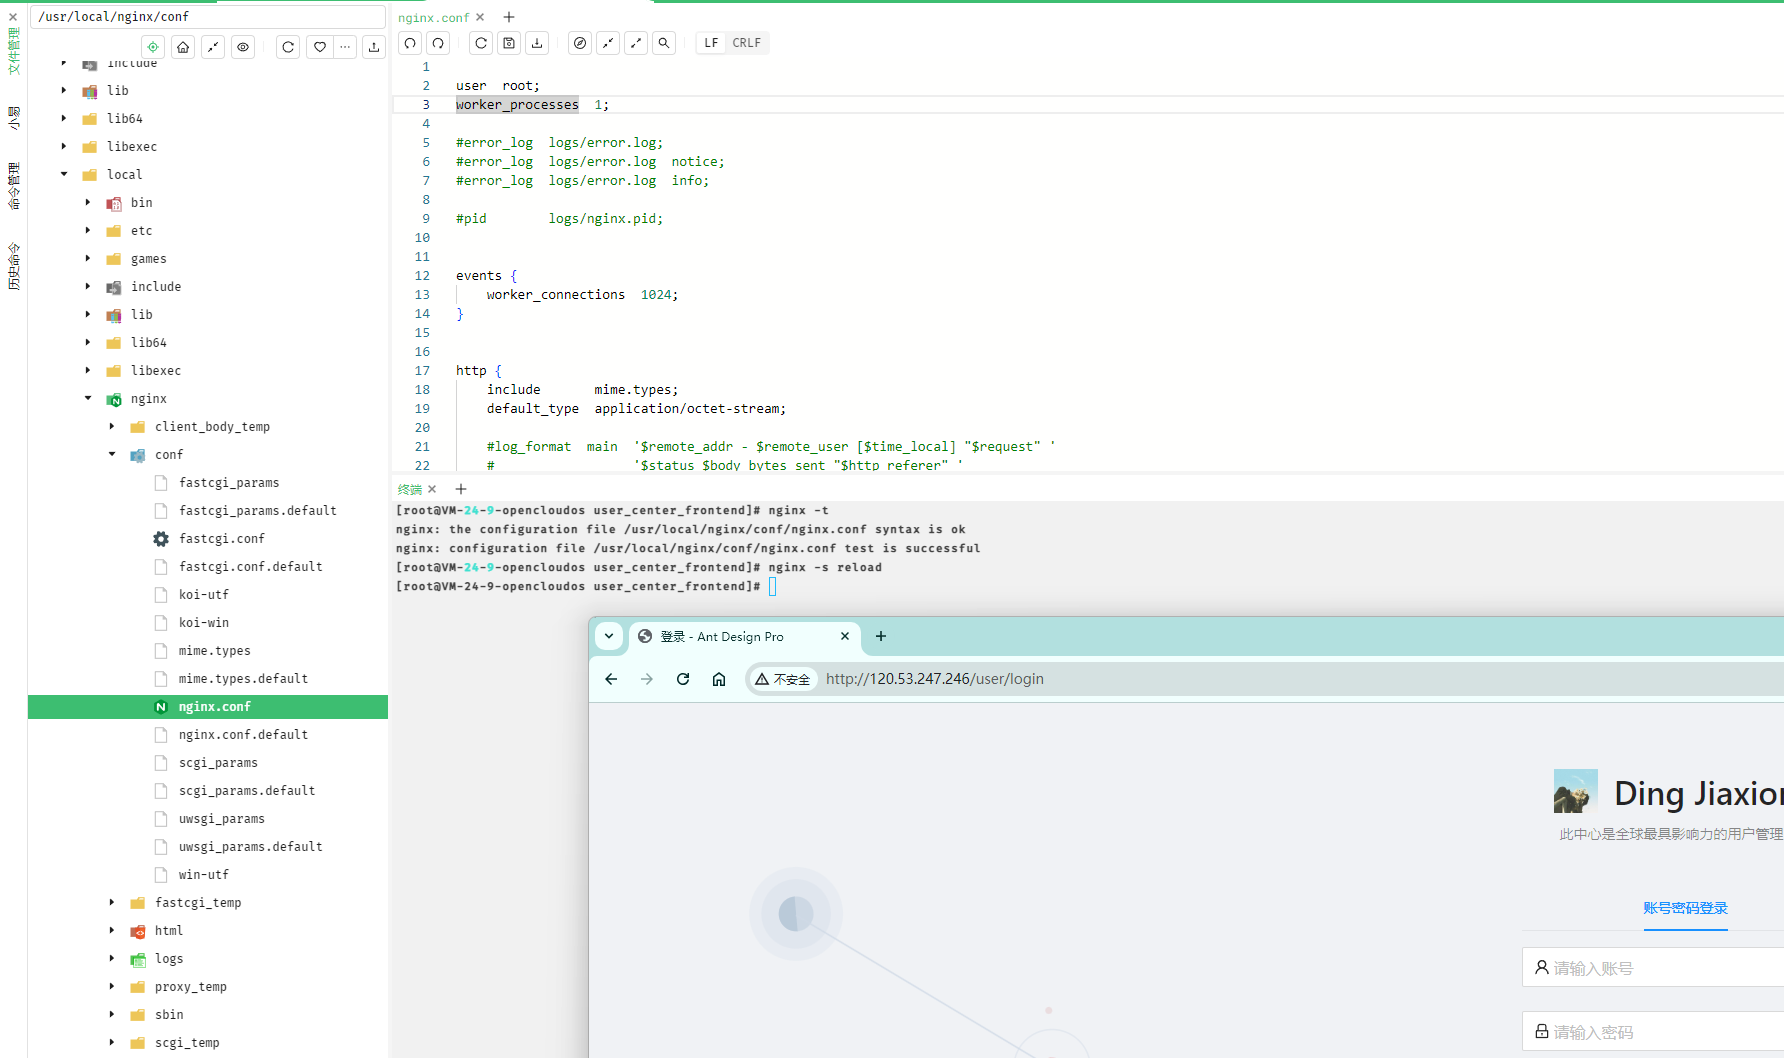 /usr/local/nginx/conf
文件管理
小易
命令管理
历史命令
include
lib
lib64
libexec
local
bin
etc
games
include
lib
lib64
libexec
nginx
client_body_temp
conf
fastcgi_params
fastcgi_params.default
fastcgi.conf
fastcgi.conf.default
koi-utf
koi-win
mime.types
mime.types.default
nginx.conf
nginx.conf.default
scgi_params
scgi_params.default
uwsgi_params
uwsgi_params.default
win-utf
fastcgi_temp
html
logs
proxy_temp
sbin
scgi_temp
nginx.conf
LF CRLF
1
2 user  root;
3 worker_processes  1;
4
5 #error_log  logs/error.log;
6 #error_log  logs/error.log  notice;
7 #error_log  logs/error.log  info;
8
9 #pid        logs/nginx.pid;
10
11
12 events {
13     worker_connections  1024;
14 }
15
16
17 http {
18     include       mime.types;
19     default_type  application/octet-stream;
20
21     #log_format  main  '$remote_addr - $remote_user [$time_local] "$request" '
22     #                  '$status $body_bytes_sent "$http_referer" '
终端
[root@VM-24-9-opencloudos user_center_frontend]# nginx -t
nginx: the configuration file /usr/local/nginx/conf/nginx.conf syntax is ok
nginx: configuration file /usr/local/nginx/conf/nginx.conf test is successful
[root@VM-24-9-opencloudos user_center_frontend]# nginx -s reload
[root@VM-24-9-opencloudos user_center_frontend]#
登录 - Ant Design Pro
不安全 http://120.53.247.246/user/login
Ding Jiaxion
此中心是全球最具影响力的用户管理
账号密码登录
请输入账号
请输入密码